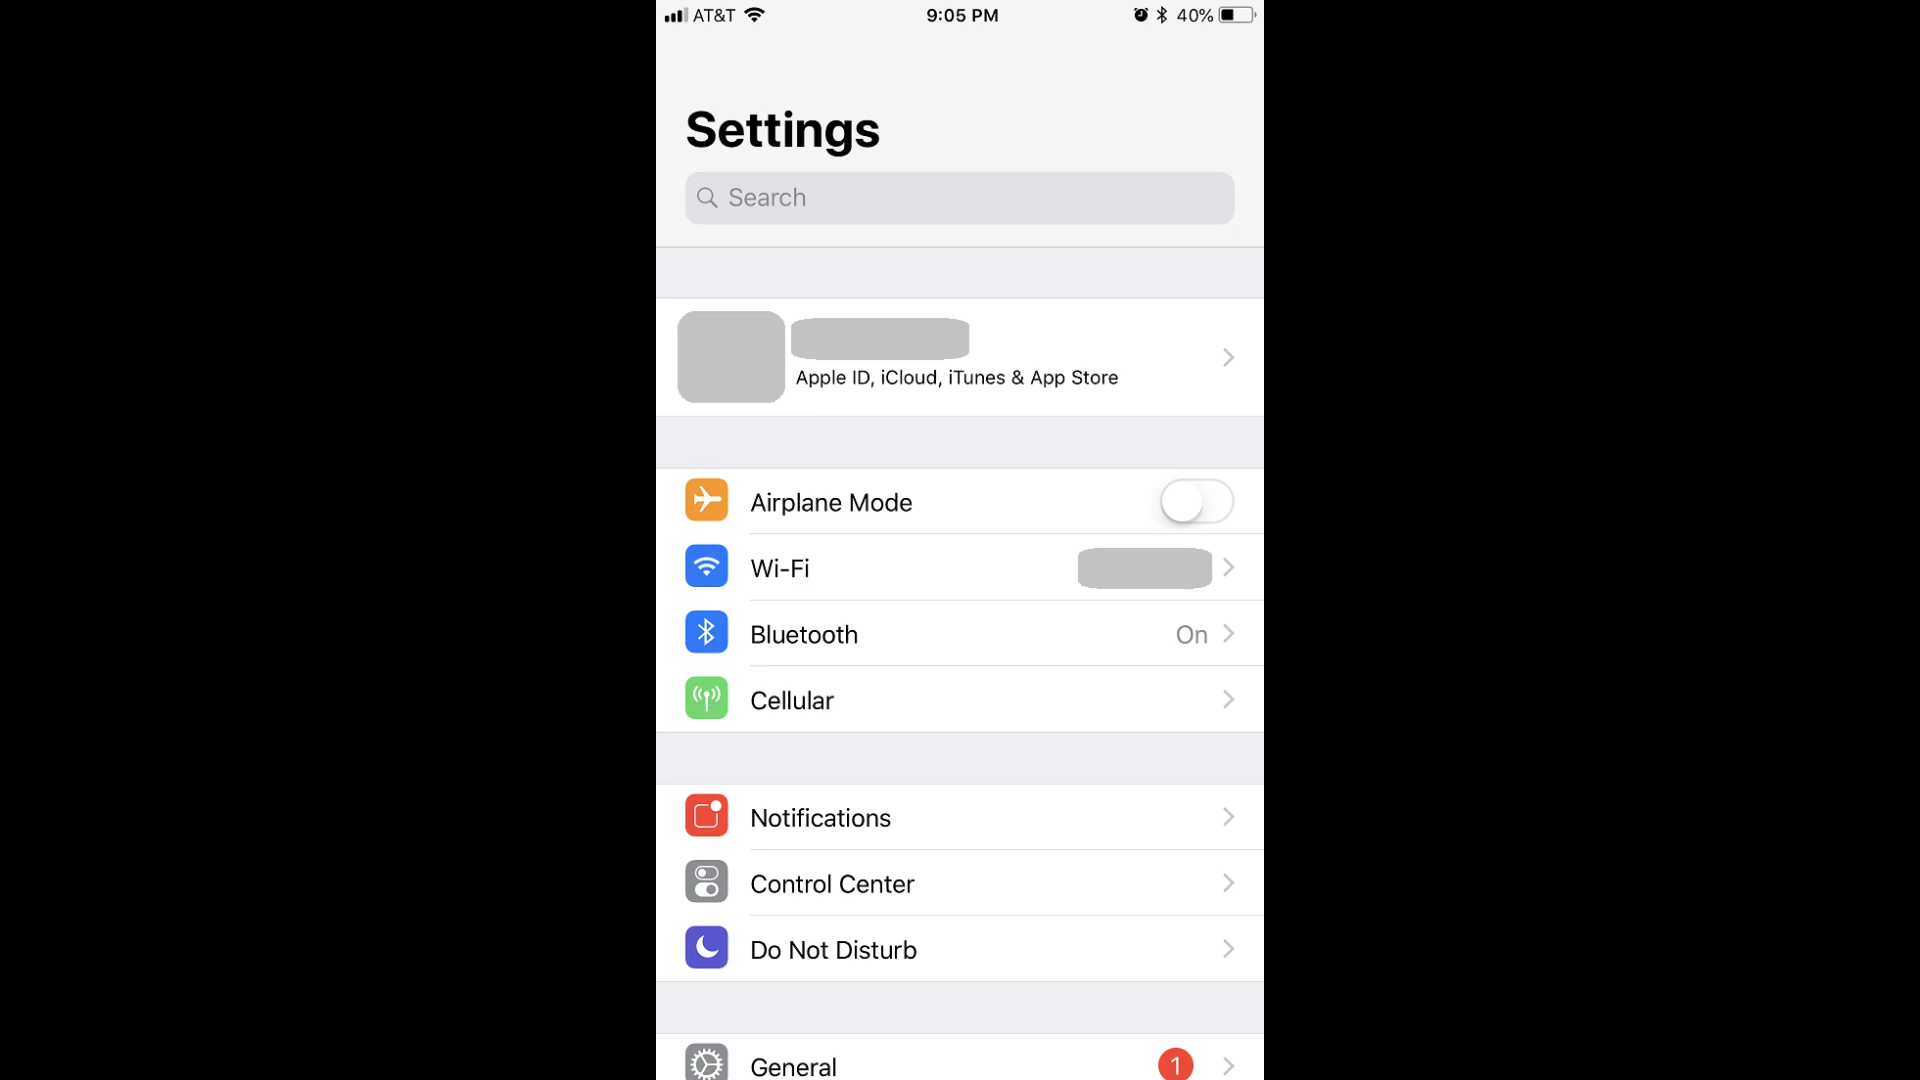 AT&T 9:05 PM 40%
Settings
Search
Apple ID, iCloud, iTunes & App Store
Airplane Mode
Wi-Fi
Bluetooth On
Cellular
Notifications
Control Center
Do Not Disturb
General 1